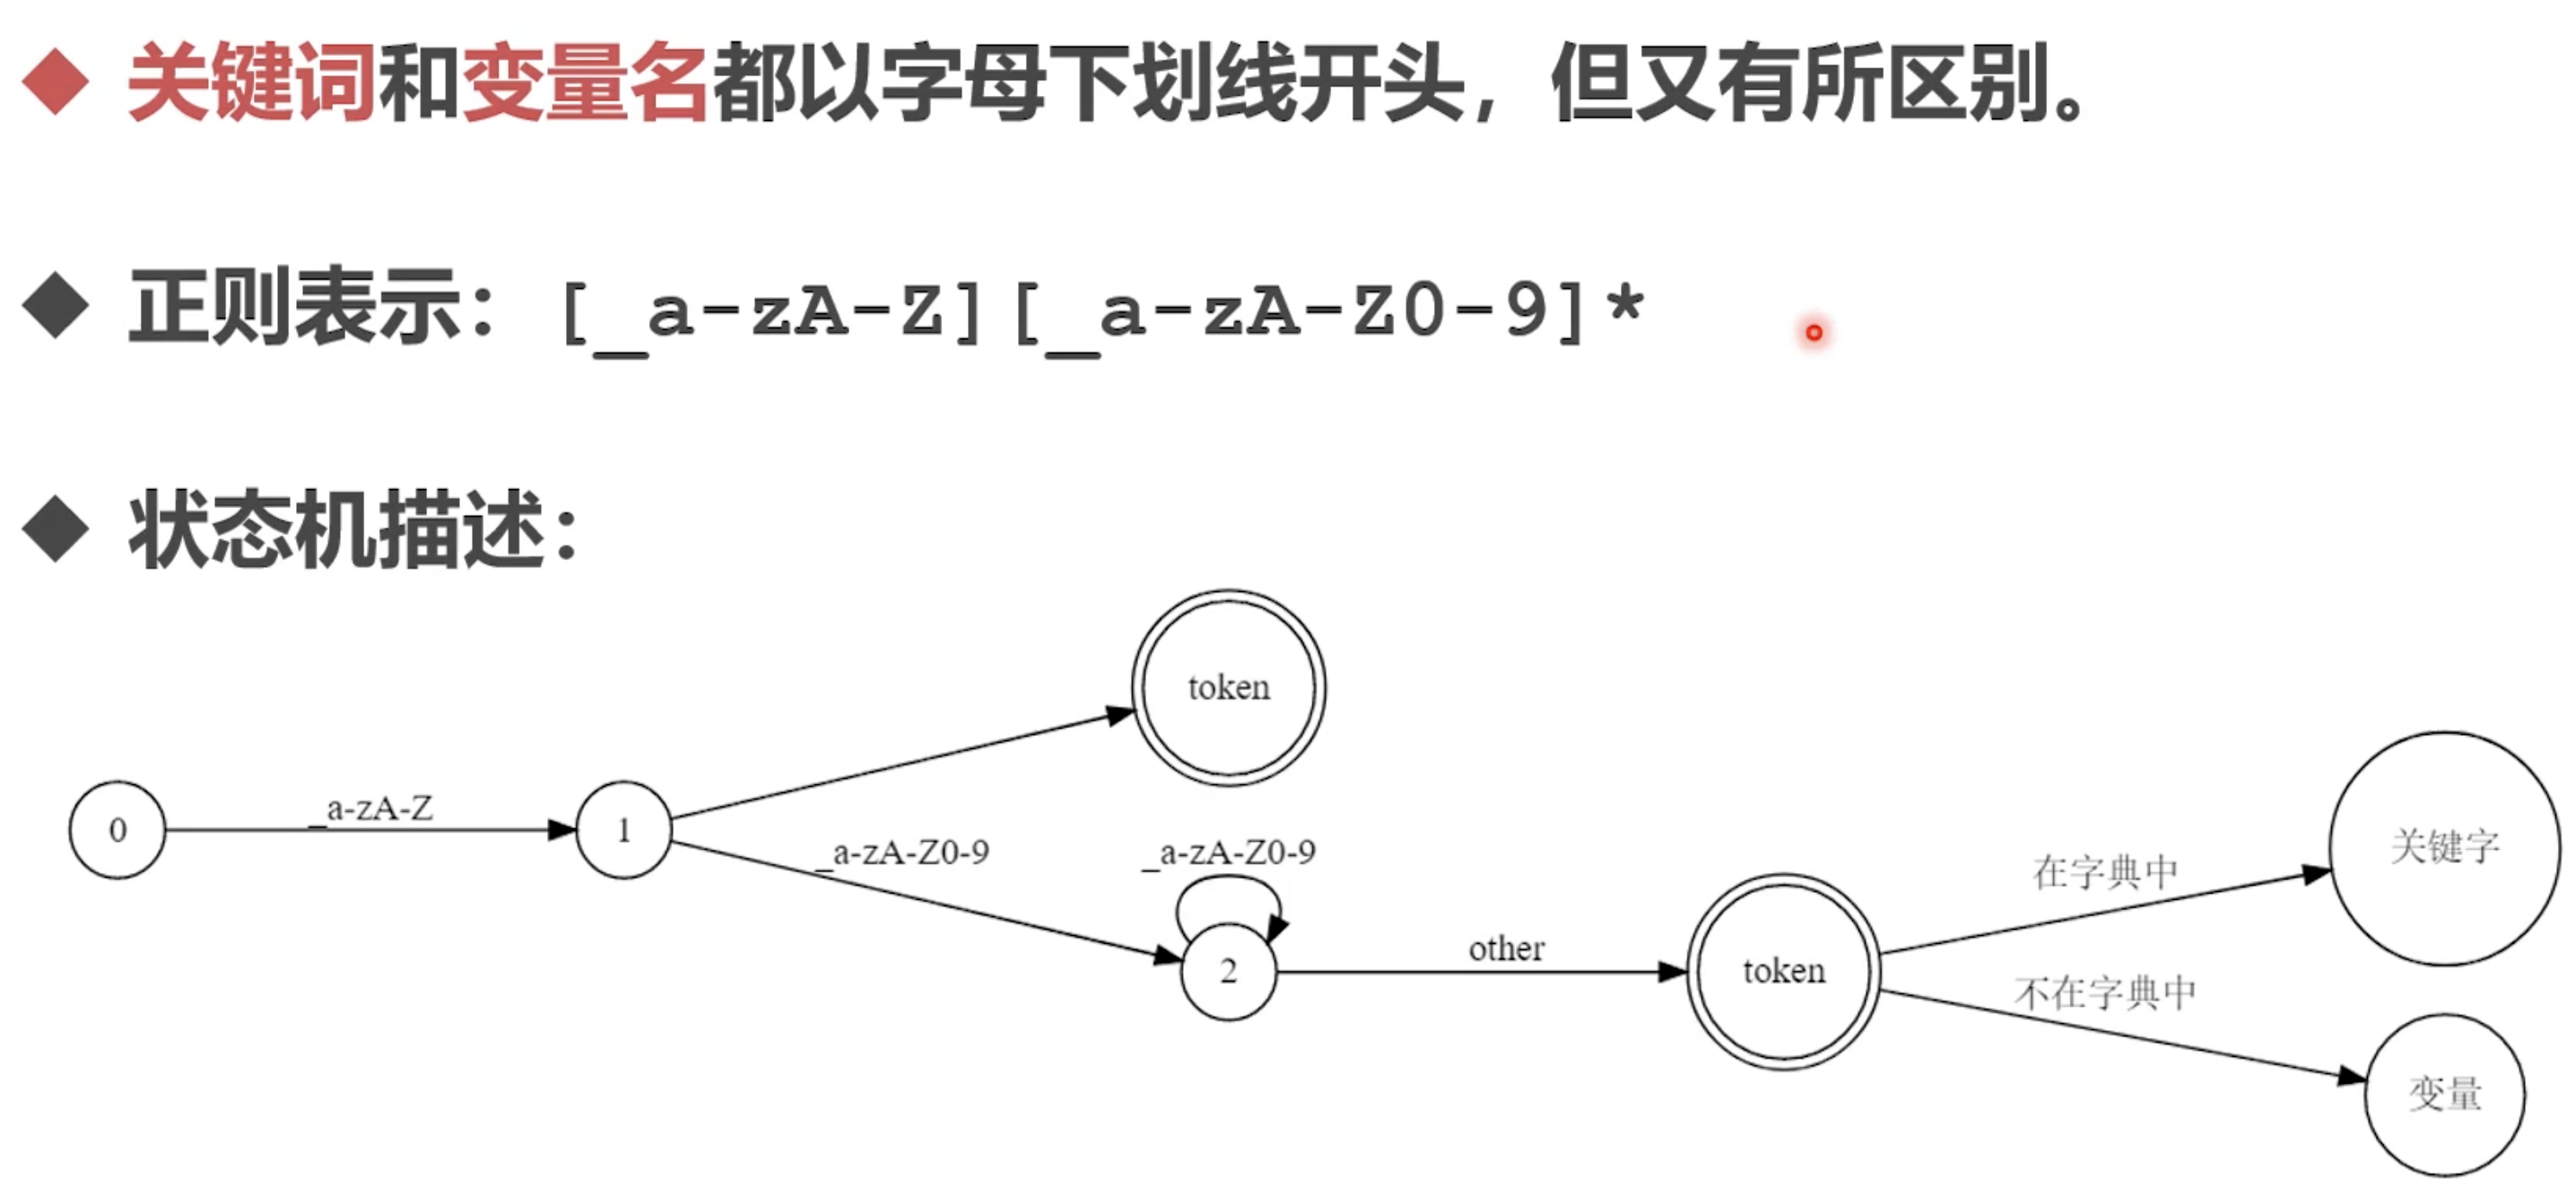 关键词和变量名都以字母下划线开头，但又有所区别。
正则表示：[_a-zA-Z][_a-zA-Z0-9]*
状态机描述：
token
0
_a-zA-Z
1
_a-zA-Z0-9
_a-zA-Z0-9
2
other
token
在字典中
关键字
不在字典中
变量